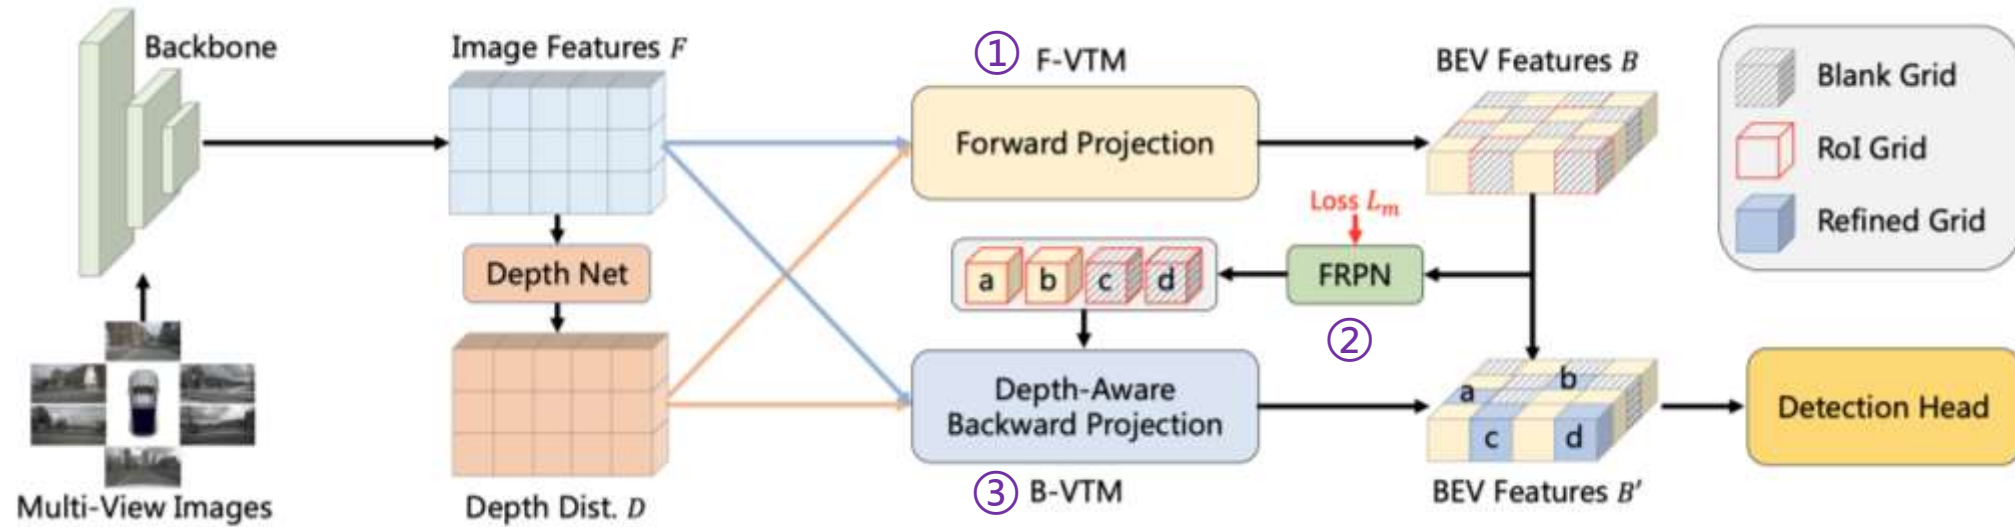 Backbone
Image Features F
① F-VTM
BEV Features B
Blank Grid
Forward Projection
RoI Grid
Loss Lm
Refined Grid
Depth Net
a b c d
FRPN
②
Depth-Aware
Backward Projection
a b
c d
Detection Head
Multi-View Images
Depth Dist. D
③ B-VTM
BEV Features B′